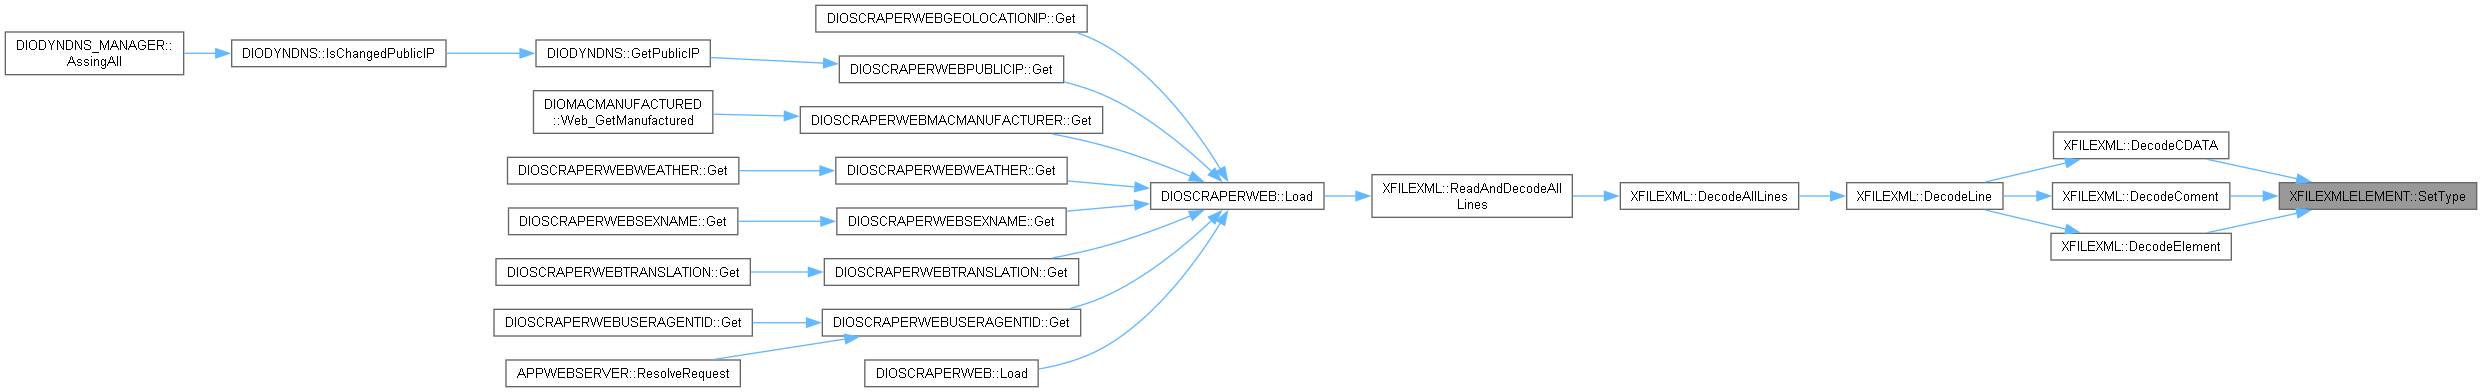 DIOSCRAPERWEBGEOLOCATIONIP::Get
DIODYNDNS_MANAGER::
AssingAll
DIODYNDNS::IsChangedPublicIP
DIODYNDNS::GetPublicIP
DIOSCRAPERWEBPUBLICIP::Get
DIOMACMANUFACTURED
::Web_GetManufactured
DIOSCRAPERWEBMACMANUFACTURER::Get
DIOSCRAPERWEBWEATHER::Get
DIOSCRAPERWEBWEATHER::Get
DIOSCRAPERWEBSEXNAME::Get
DIOSCRAPERWEBSEXNAME::Get
DIOSCRAPERWEBTRANSLATION::Get
DIOSCRAPERWEBTRANSLATION::Get
DIOSCRAPERWEBUSERAGENTID::Get
DIOSCRAPERWEBUSERAGENTID::Get
APPWEBSERVER::ResolveRequest
DIOSCRAPERWEB::Load
DIOSCRAPERWEB::Load
XFILEXML::ReadAndDecodeAll
Lines
XFILEXML::DecodeAllLines
XFILEXML::DecodeLine
XFILEXML::DecodeCDATA
XFILEXML::DecodeComent
XFILEXML::DecodeElement
XFILEXMLELEMENT::SetType